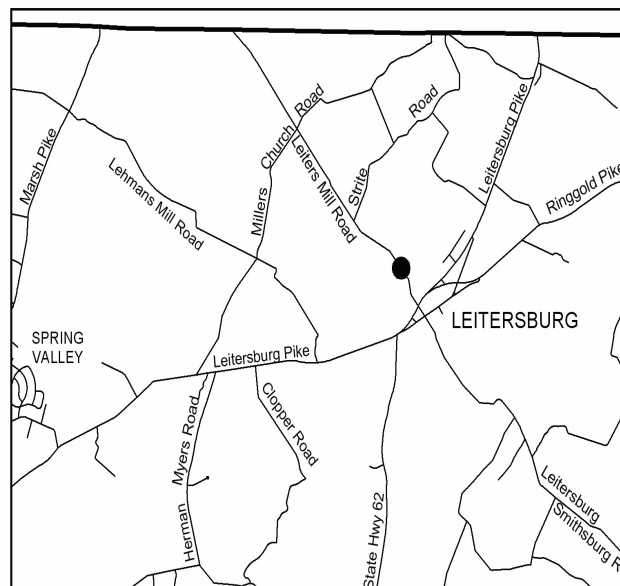 Church Road
Road
Leitersburg Pike
Marsh Pike
Leiters Mill Road
Ringgold Pike
Lehmans Mill Road
Millers
Strite
SPRING
VALLEY
LEITERSBURG
Leitersburg Pike
Clopper Road
Herman Myers Road
State Hwy 62
Leitersburg
Smithsburg R